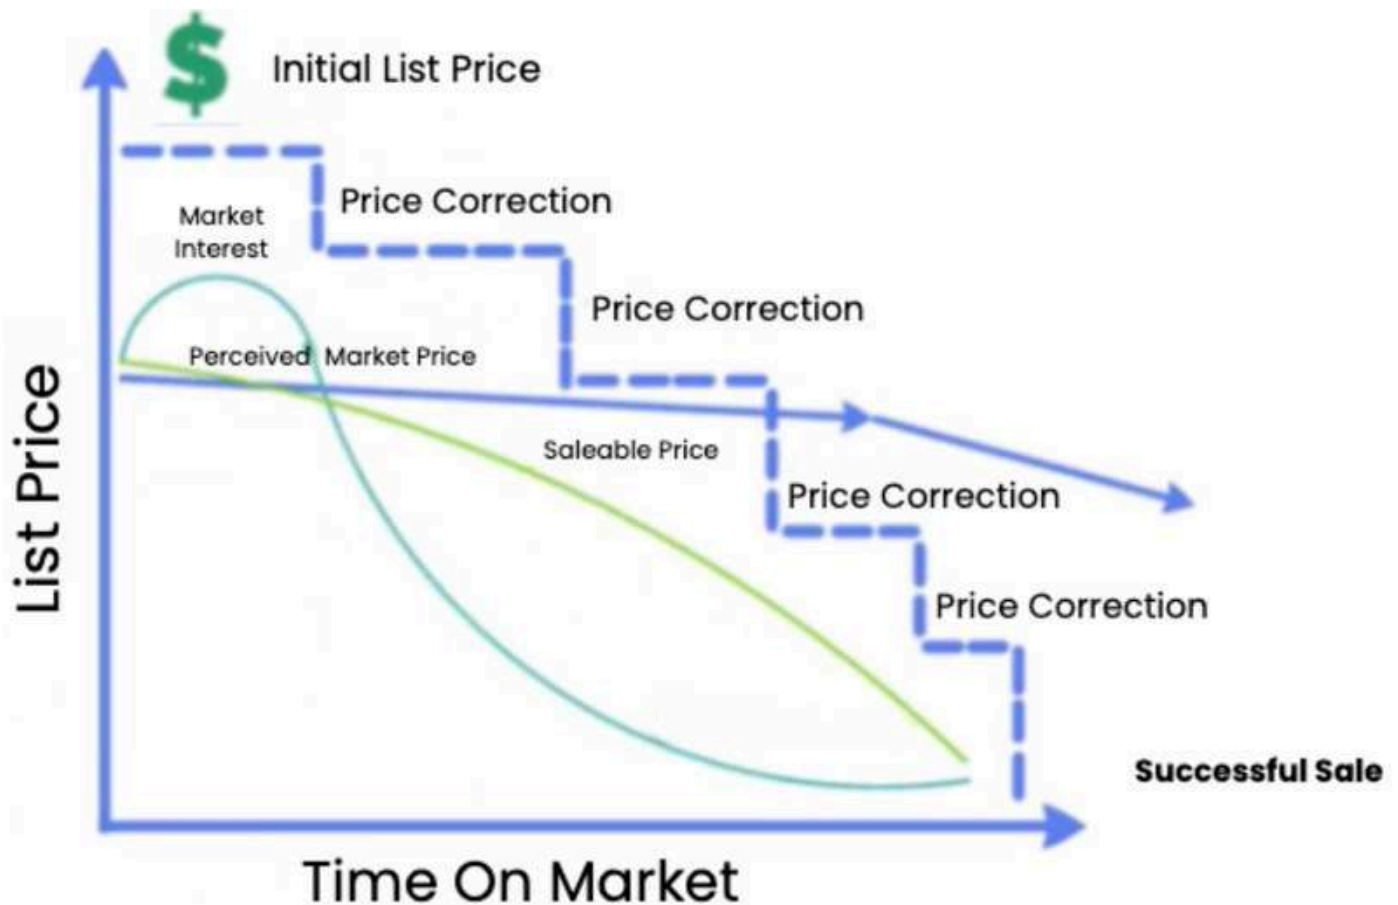 $
Initial List Price
Price Correction
Market
Interest
Price Correction
Perceived Market Price
Saleable Price
Price Correction
List Price
Price Correction
Successful Sale
Time On Market